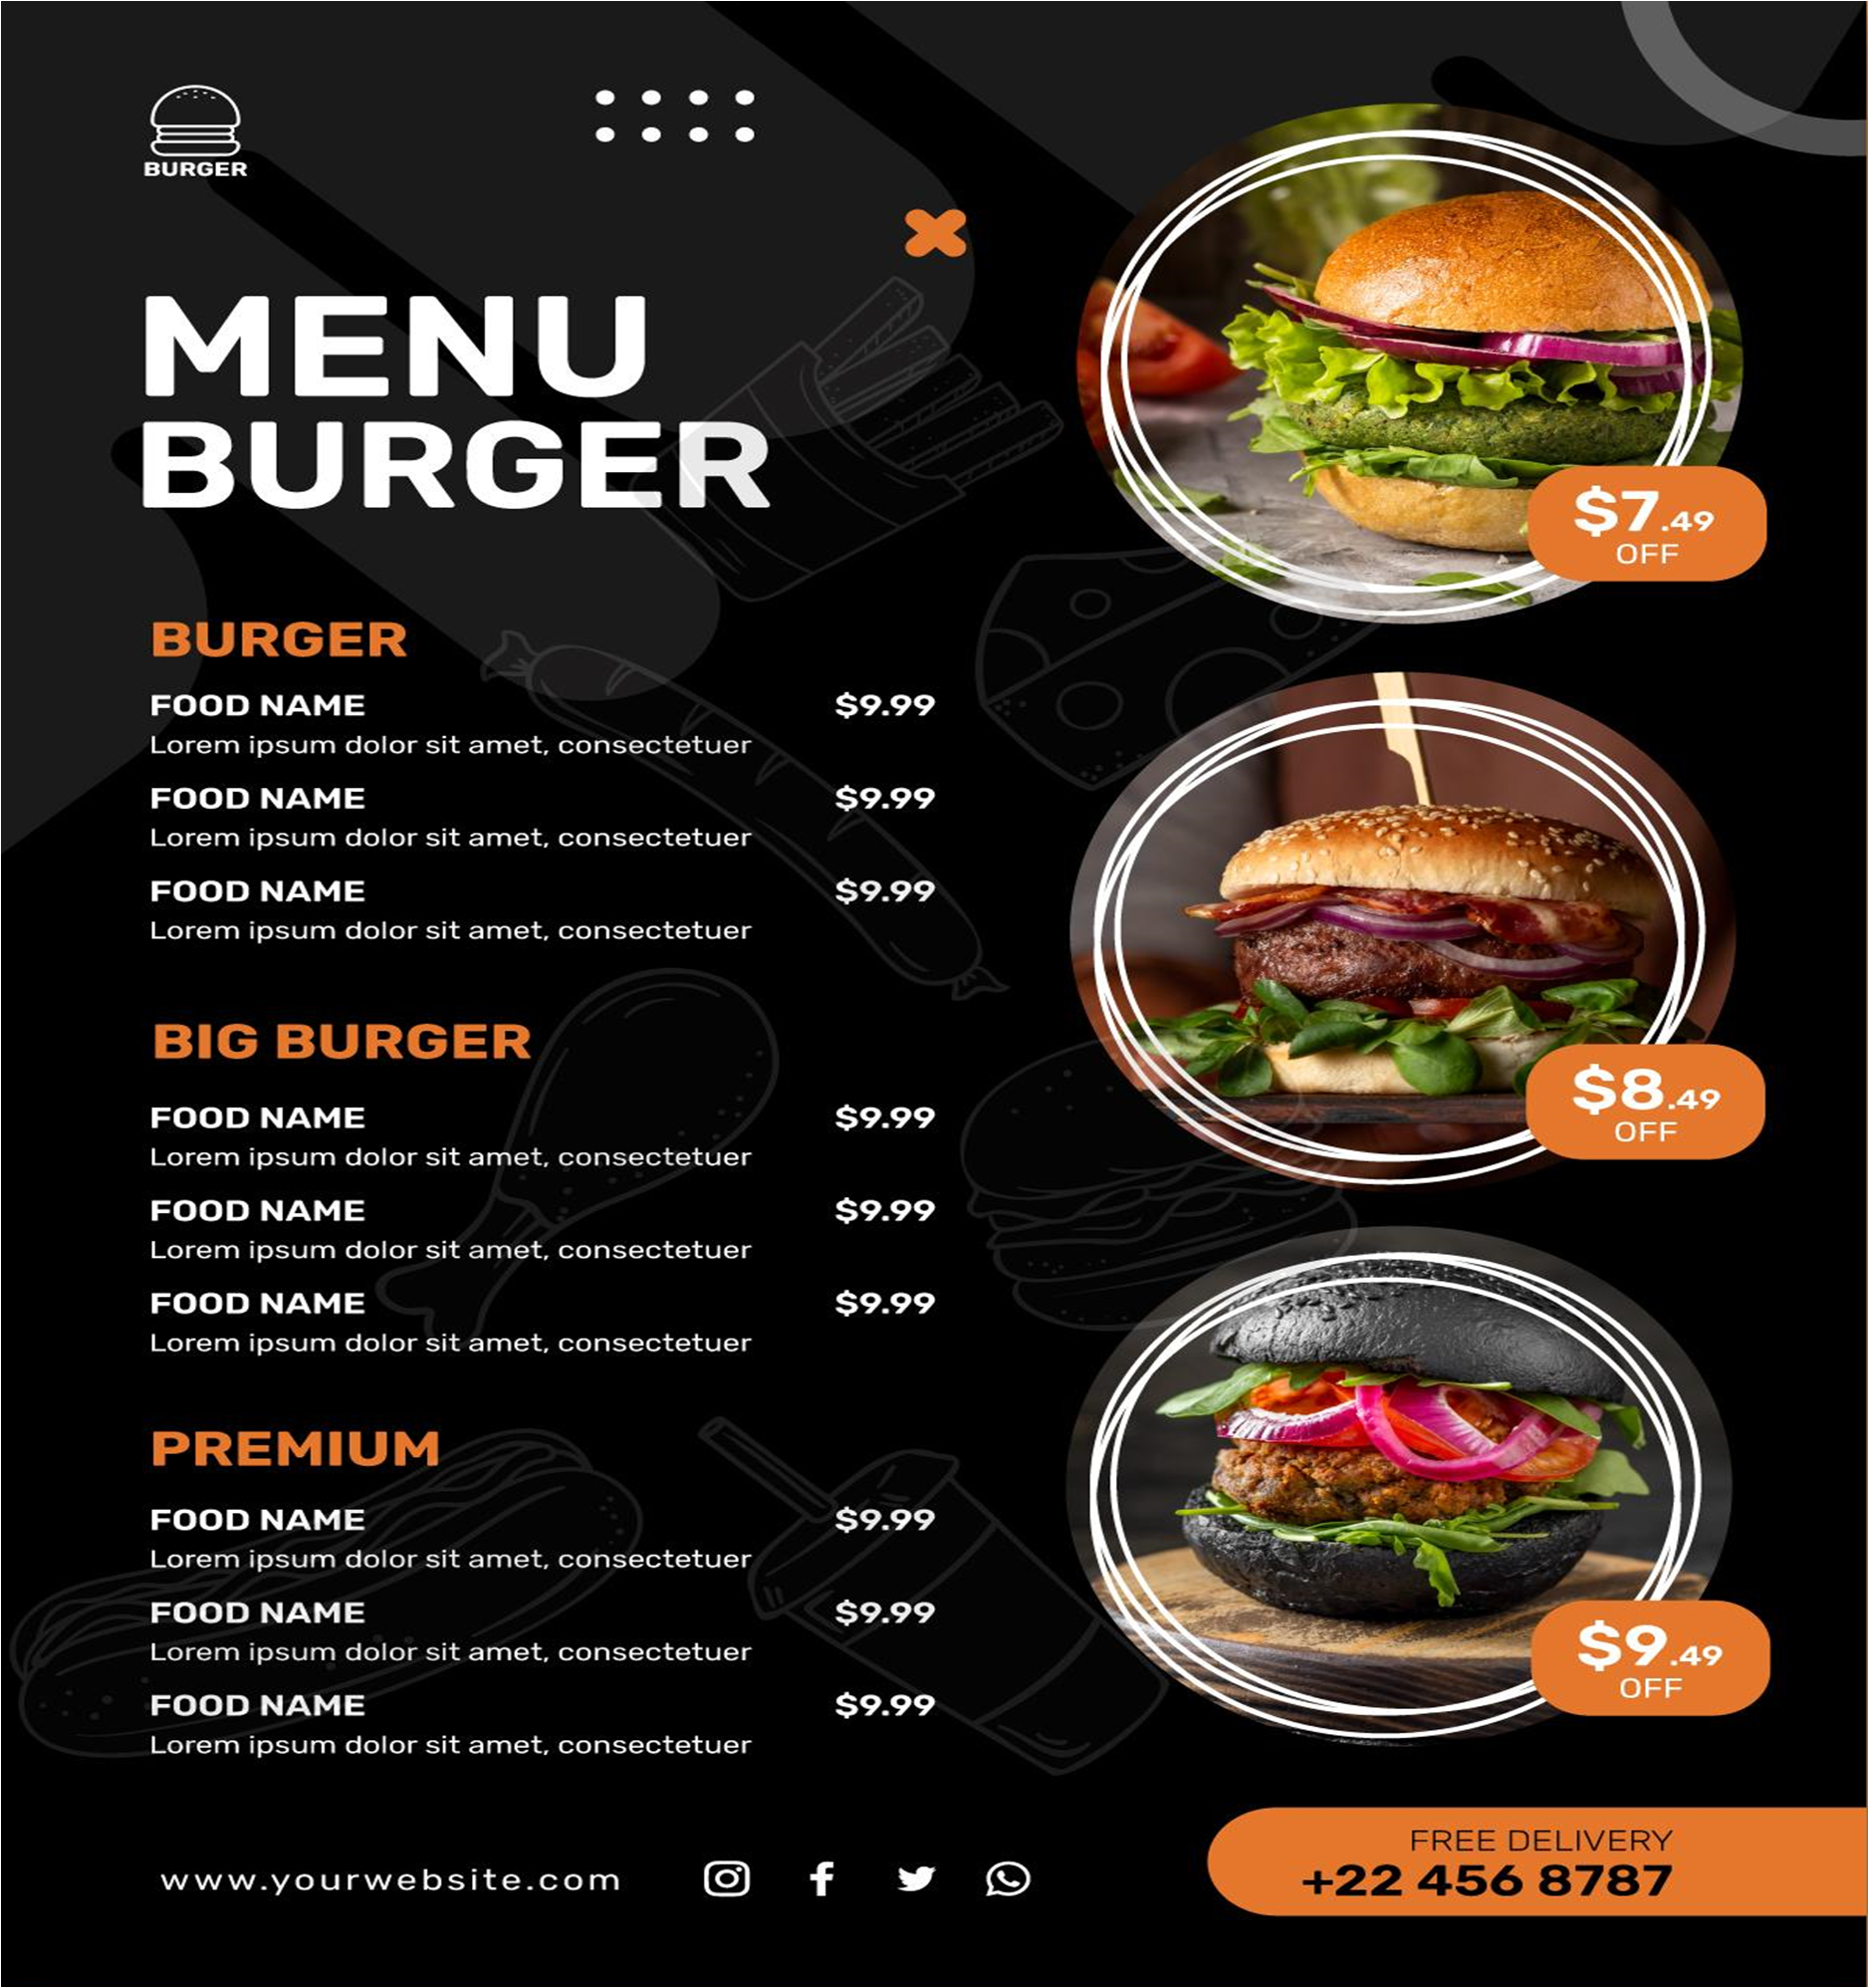 BURGER
MENU
BURGER
$7.49
OFF
BURGER
FOOD NAME $9.99
Lorem ipsum dolor sit amet, consectetuer
FOOD NAME $9.99
Lorem ipsum dolor sit amet, consectetuer
FOOD NAME $9.99
Lorem ipsum dolor sit amet, consectetuer
$8.49
OFF
BIG BURGER
FOOD NAME $9.99
Lorem ipsum dolor sit amet, consectetuer
FOOD NAME $9.99
Lorem ipsum dolor sit amet, consectetuer
FOOD NAME $9.99
Lorem ipsum dolor sit amet, consectetuer
$9.49
OFF
PREMIUM
FOOD NAME $9.99
Lorem ipsum dolor sit amet, consectetuer
FOOD NAME $9.99
Lorem ipsum dolor sit amet, consectetuer
FOOD NAME $9.99
Lorem ipsum dolor sit amet, consectetuer
www.yourwebsite.com
FREE DELIVERY
+22 456 8787